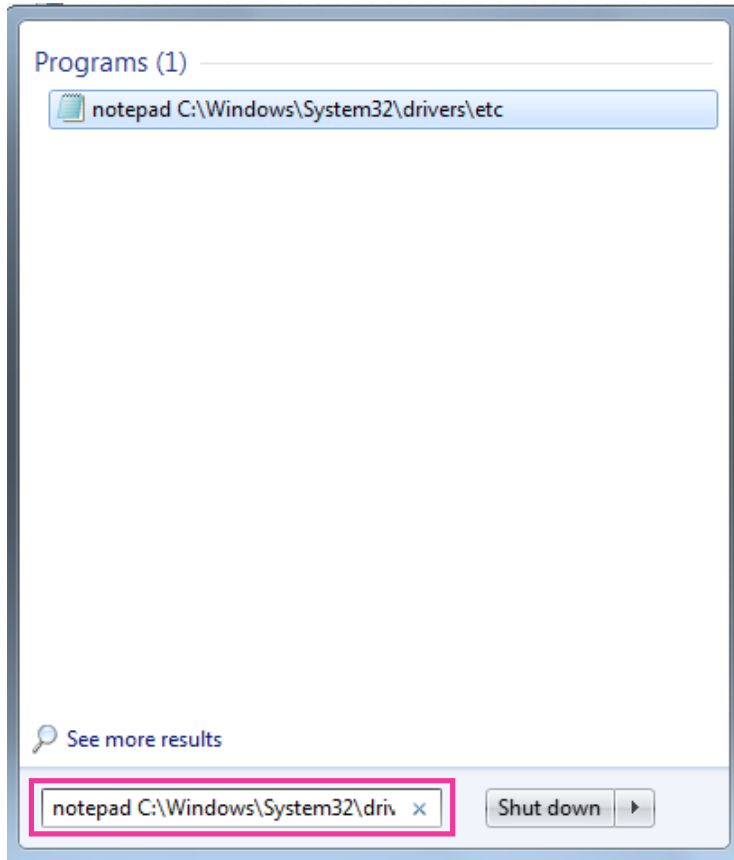 Programs (1)
notepad C:\Windows\System32\drivers\etc
See more results
notepad C:\Windows\System32\driv
Shut down